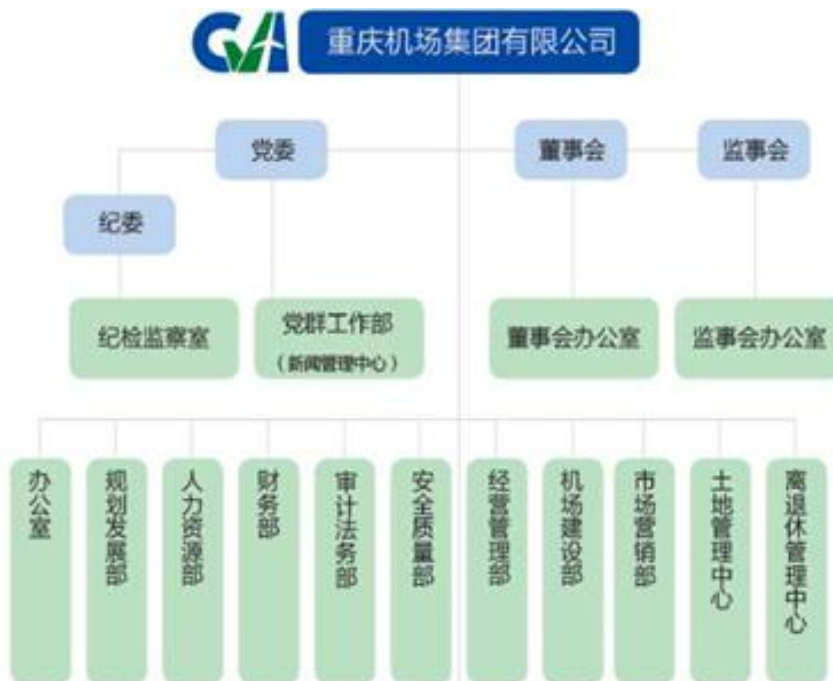 CA
重庆机场集团有限公司
党委
董事会
监事会
纪委
纪检监察室
党群工作部
（新闻管理中心）
董事会办公室
监事会办公室
办公室
规划发展部
人力资源部
财务部
审计法务部
安全质量部
经营管理部
机场建设部
市场营销部
土地管理中心
离退休管理中心